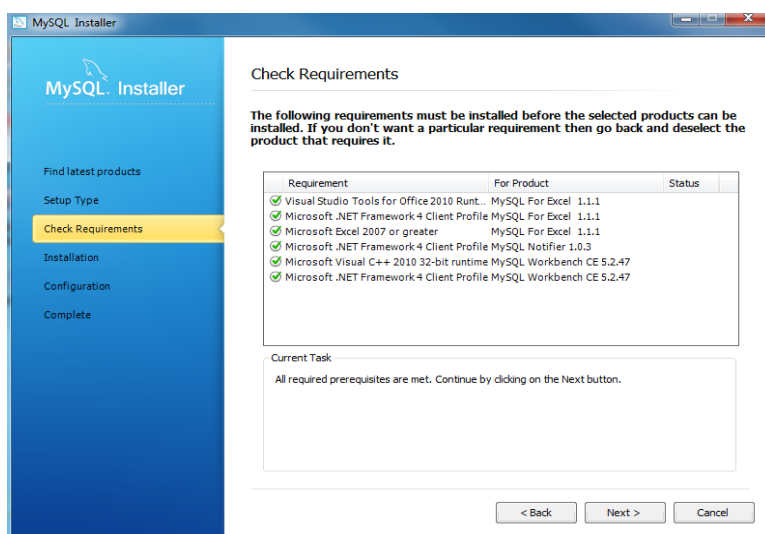 MySQL Installer
MySQL. Installer
Find latest products
Setup Type
Check Requirements
Installation
Configuration
Complete
Check Requirements
The following requirements must be installed before the selected products can be
installed. If you don't want a particular requirement then go back and deselect the
product that requires it.
Requirement For Product Status
Visual Studio Tools for Office 2010 Runt... MySQL For Excel 1.1.1
Microsoft .NET Framework 4 Client Profile MySQL For Excel 1.1.1
Microsoft Excel 2007 or greater MySQL For Excel 1.1.1
Microsoft .NET Framework 4 Client Profile MySQL Notifier 1.0.3
Microsoft Visual C++ 2010 32-bit runtime MySQL Workbench CE 5.2.47
Microsoft .NET Framework 4 Client Profile MySQL Workbench CE 5.2.47
Current Task
All required prerequisites are met. Continue by clicking on the Next button.
< Back Next > Cancel